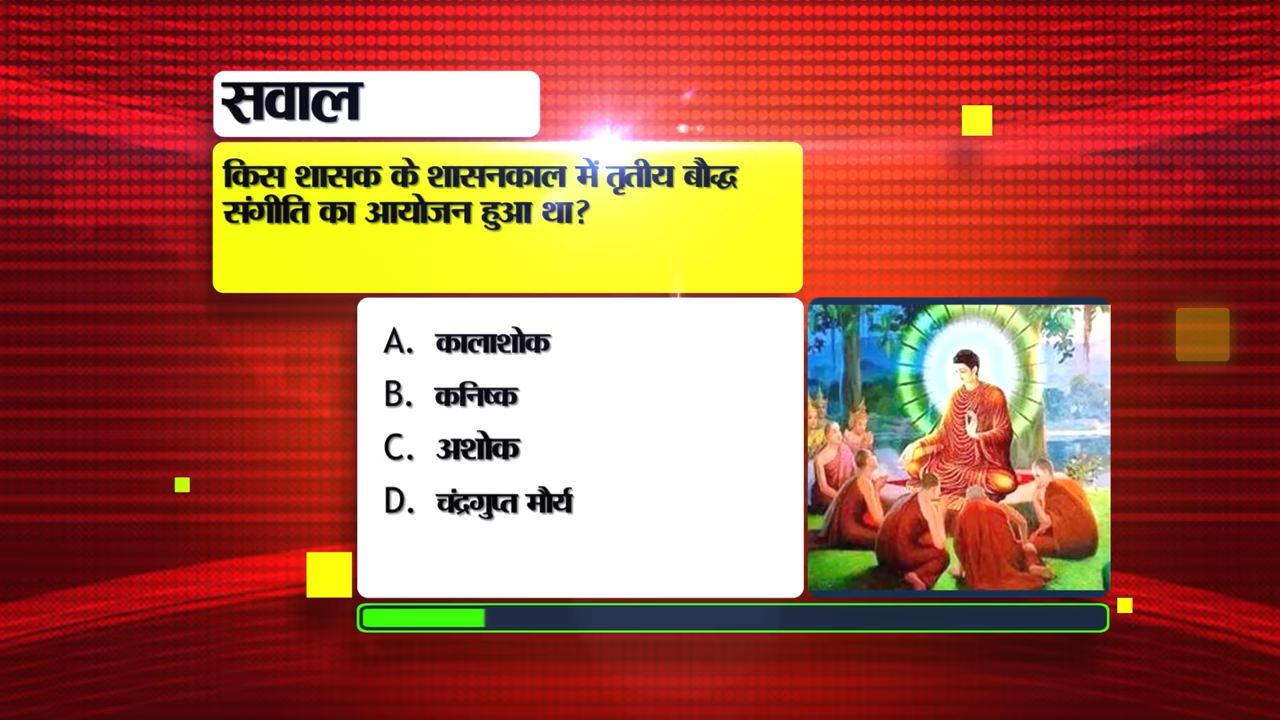 सवाल
किस शासक के शासनकाल में तृतीय बौद्ध
संगीति का आयोजन हुआ था?
A. कालाशोक
B. कनिष्क
C. अशोक
D. चंद्रगुप्त मौर्य